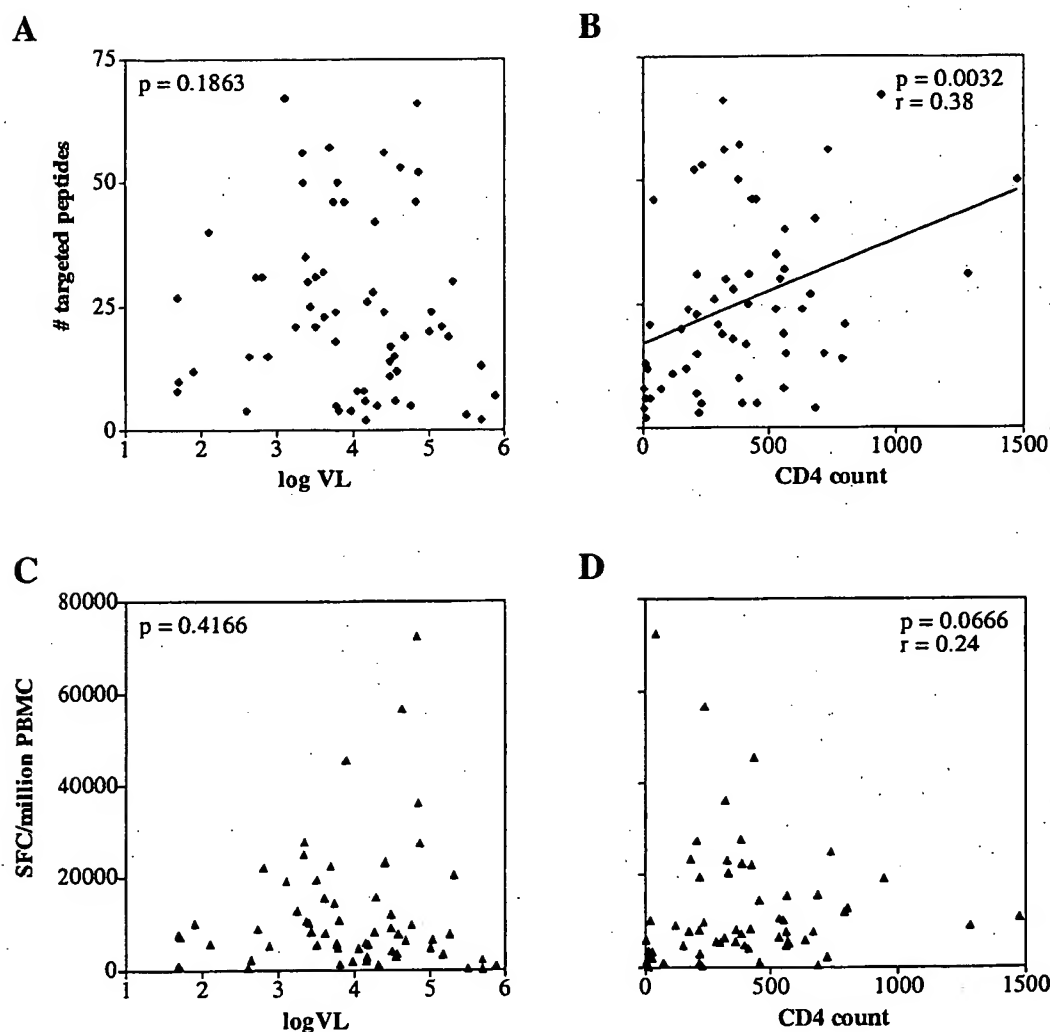 A
75
50
25
0
# targeted peptides
p = 0.1863
1 2 3 4 5 6
log VL
B
p = 0.0032
r = 0.38
0 500 1000 1500
CD4 count
C
80000
60000
40000
20000
0
SFC/million PBMC
p = 0.4166
1 2 3 4 5 6
logVL
D
p = 0.0666
r = 0.24
0 500 1000 1500
CD4 count